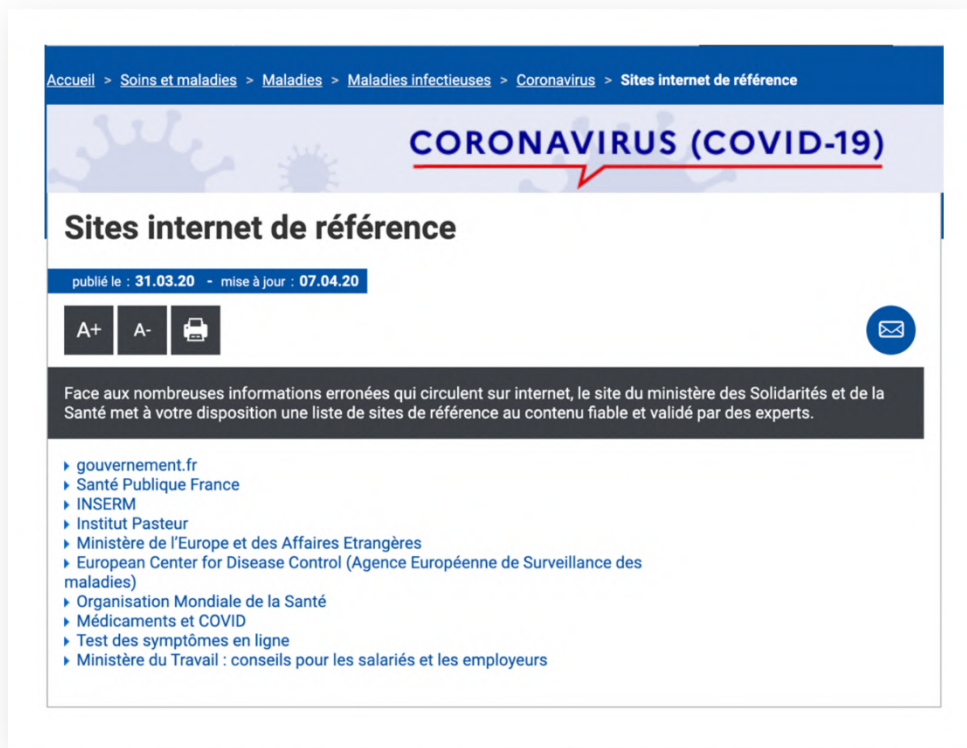 Accueil > Soins et maladies > Maladies > Maladies infectieuses > Coronavirus > Sites internet de référence
CORONAVIRUS (COVID-19)
Sites internet de référence
publié le : 31.03.20 - mise à jour : 07.04.20
A+ A-
Face aux nombreuses informations erronées qui circulent sur internet, le site du ministère des Solidarités et de la
Santé met à votre disposition une liste de sites de référence au contenu fiable et validé par des experts.
gouvernement.fr
Santé Publique France
INSERM
Institut Pasteur
Ministère de l'Europe et des Affaires Etrangères
European Center for Disease Control (Agence Européenne de Surveillance des
maladies)
Organisation Mondiale de la Santé
Médicaments et COVID
Test des symptômes en ligne
Ministère du Travail : conseils pour les salariés et les employeurs